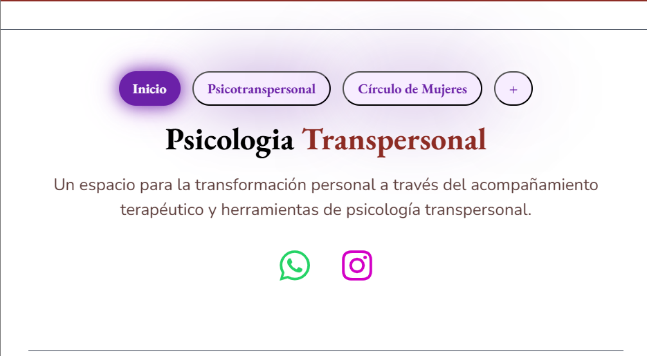 Inicio Psicotranspersonal Círculo de Mujeres +
Psicologia Transpersonal
Un espacio para la transformación personal a través del acompañamiento
terapéutico y herramientas de psicología transpersonal.